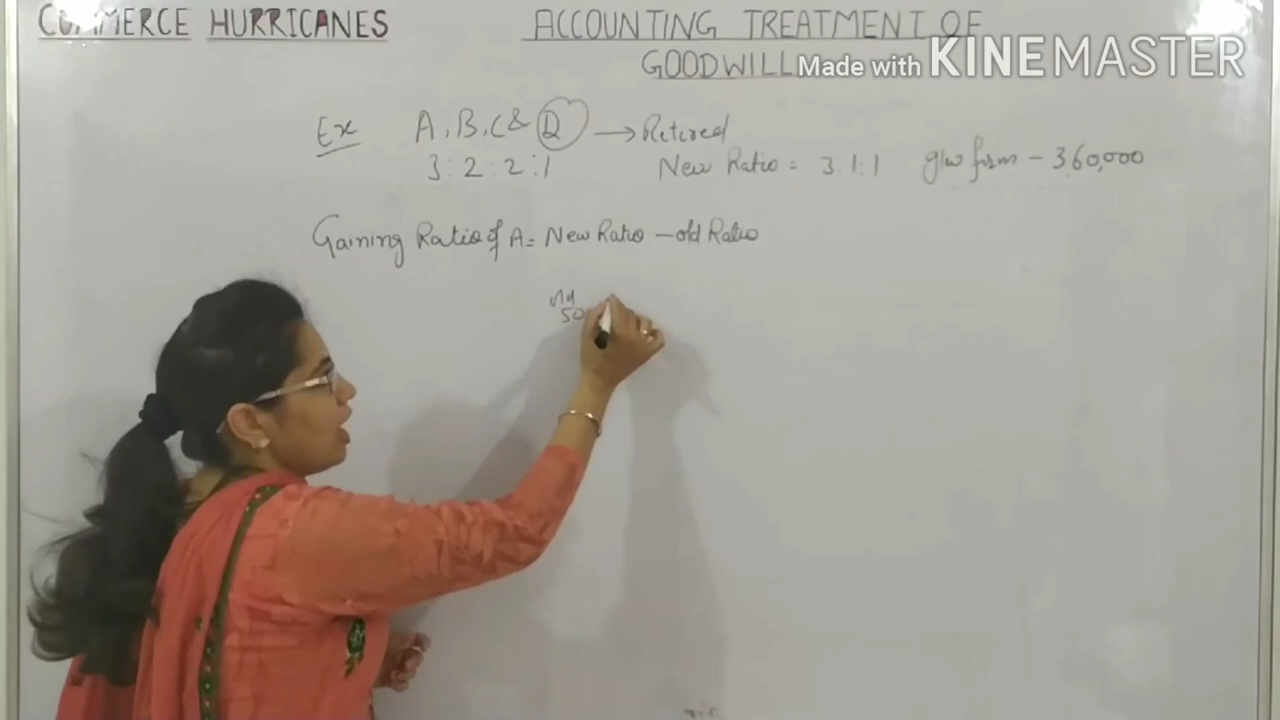 COMMERCE HURRICANES
ACCOUNTING TREATMENT OF
GOODWILL
Made with KINEMASTER
Ex A, B, C & D → Retired
3 : 2 : 2 : 1
New Ratio = 3:1:1 g/w firm - 360,000
Gaining Ratio of A = New Ratio - old Ratio